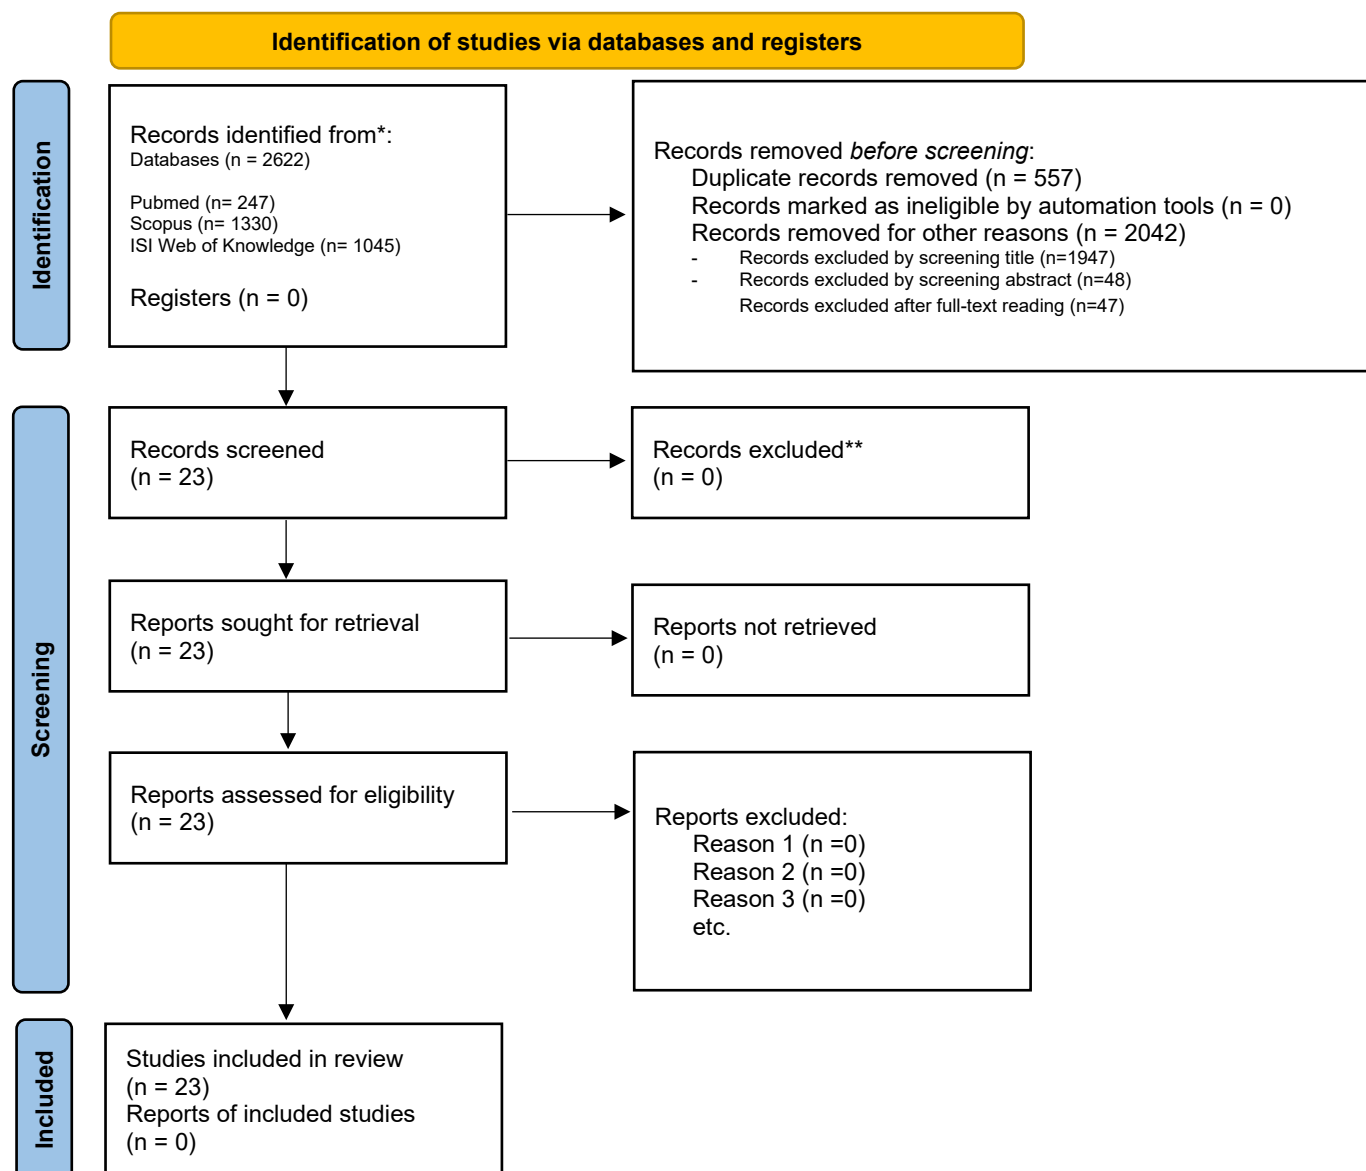 Identification of studies via databases and registers
Identification
Records identified from*:
Databases (n = 2622)
Pubmed (n= 247)
Scopus (n= 1330)
ISI Web of Knowledge (n= 1045)
Registers (n = 0)
Records removed before screening:
Duplicate records removed (n = 557)
Records marked as ineligible by automation tools (n = 0)
Records removed for other reasons (n = 2042)
- Records excluded by screening title (n=1947)
- Records excluded by screening abstract (n=48)
Records excluded after full-text reading (n=47)
Screening
Records screened
(n = 23)
Records excluded**
(n = 0)
Reports sought for retrieval
(n = 23)
Reports not retrieved
(n = 0)
Reports assessed for eligibility
(n = 23)
Reports excluded:
Reason 1 (n =0)
Reason 2 (n =0)
Reason 3 (n =0)
etc.
Included
Studies included in review
(n = 23)
Reports of included studies
(n = 0)